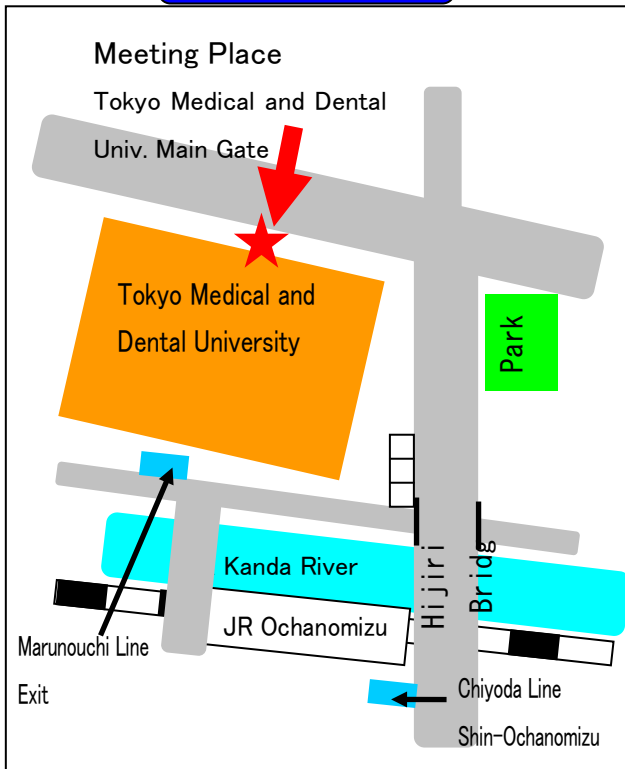 Meeting Place
Tokyo Medical and Dental
Univ. Main Gate
Tokyo Medical and
Dental University
Park
Kanda River
Hijiri
Bridg
JR Ochanomizu
Marunouchi Line
Exit
Chiyoda Line
Shin-Ochanomizu